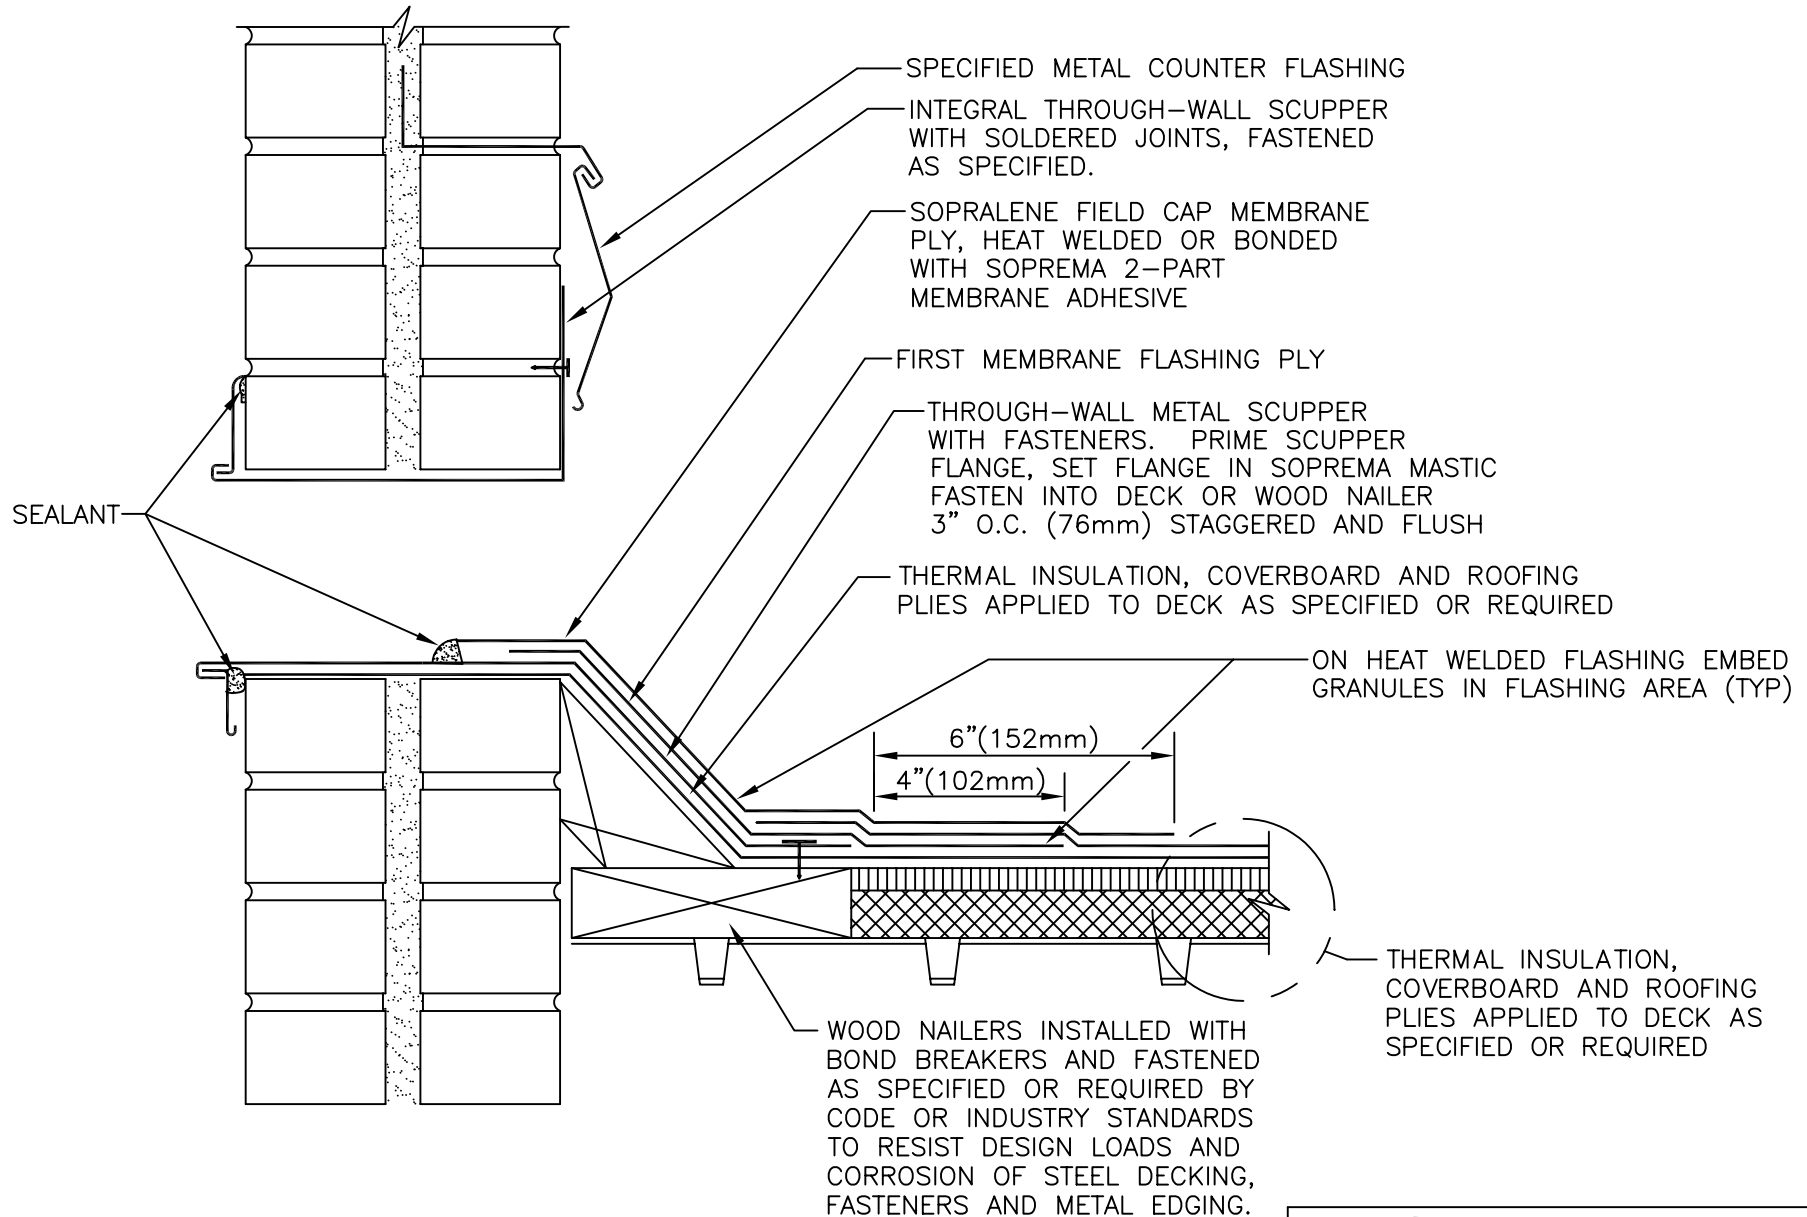 SPECIFIED METAL COUNTER FLASHING
INTEGRAL THROUGH-WALL SCUPPER
WITH SOLDERED JOINTS, FASTENED
AS SPECIFIED.
SOPRALENE FIELD CAP MEMBRANE
PLY, HEAT WELDED OR BONDED
WITH SOPREMA 2-PART
MEMBRANE ADHESIVE
FIRST MEMBRANE FLASHING PLY
THROUGH-WALL METAL SCUPPER
WITH FASTENERS. PRIME SCUPPER
FLANGE, SET FLANGE IN SOPREMA MASTIC
FASTEN INTO DECK OR WOOD NAILER
3" O.C. (76mm) STAGGERED AND FLUSH
SEALANT
THERMAL INSULATION, COVERBOARD AND ROOFING
PLIES APPLIED TO DECK AS SPECIFIED OR REQUIRED
ON HEAT WELDED FLASHING EMBED
GRANULES IN FLASHING AREA (TYP)
6"(152mm)
4"(102mm)
THERMAL INSULATION,
COVERBOARD AND ROOFING
PLIES APPLIED TO DECK AS
SPECIFIED OR REQUIRED
WOOD NAILERS INSTALLED WITH
BOND BREAKERS AND FASTENED
AS SPECIFIED OR REQUIRED BY
CODE OR INDUSTRY STANDARDS
TO RESIST DESIGN LOADS AND
CORROSION OF STEEL DECKING,
FASTENERS AND METAL EDGING.